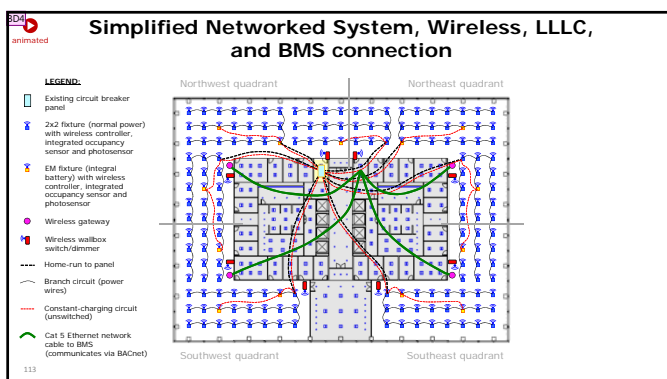 BD4
animated
Simplified Networked System, Wireless, LLLC,
and BMS connection
LEGEND:
Existing circuit breaker
panel
2x2 fixture (normal power)
with wireless controller,
integrated occupancy
sensor and photosensor
EM fixture (integral
battery) with wireless
controller, integrated
occupancy sensor and
photosensor
Wireless gateway
Wireless wallbox
switch/dimmer
Home-run to panel
Branch circuit (power
wires)
Constant-charging circuit
(unswitched)
Cat 5 Ethernet network
cable to BMS
(communicates via BACnet)
113
Northwest quadrant
Northeast quadrant
Southwest quadrant
Southeast quadrant